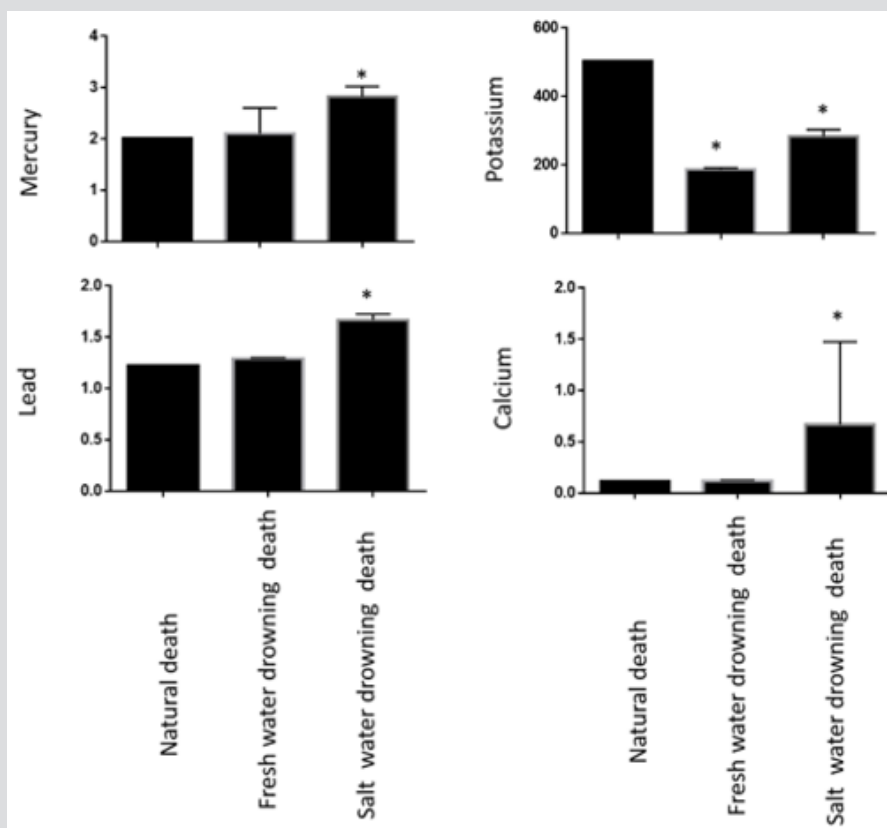 Mercury
4
3
2
1
0
*
Potassium
600
400
200
0
*
*
Lead
2.0
1.5
1.0
0.5
0.0
*
Calcium
2.0
1.5
1.0
0.5
0.0
*
Natural death
Fresh water drowning death
Salt water drowning death
Natural death
Fresh water drowning death
Salt water drowning death